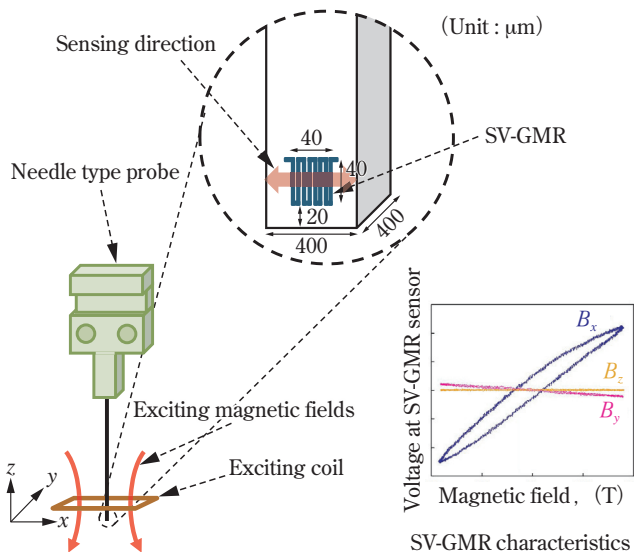 (Unit : μm)
Sensing direction
40
SV-GMR
40
20
400
400
Needle type probe
Exciting magnetic fields
Exciting coil
z
y
x
Voltage at SV-GMR sensor
Bx
Bz
By
Magnetic field, (T)
SV-GMR characteristics